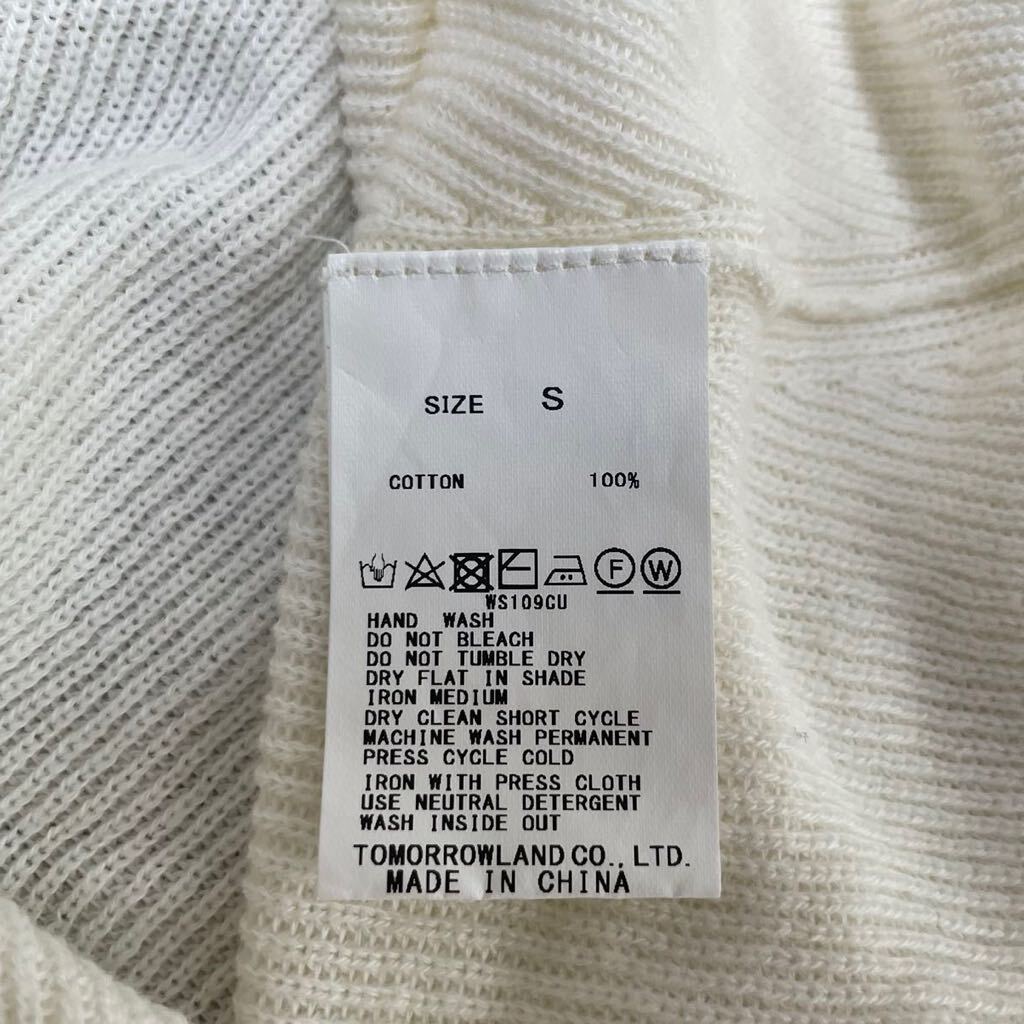 SIZE S
COTTON 100%
F W
WS109CU
HAND WASH
DO NOT BLEACH
DO NOT TUMBLE DRY
DRY FLAT IN SHADE
IRON MEDIUM
DRY CLEAN SHORT CYCLE
MACHINE WASH PERMANENT
PRESS CYCLE COLD
IRON WITH PRESS CLOTH
USE NEUTRAL DETERGENT
WASH INSIDE OUT
TOMORROWLAND CO., LTD.
MADE IN CHINA